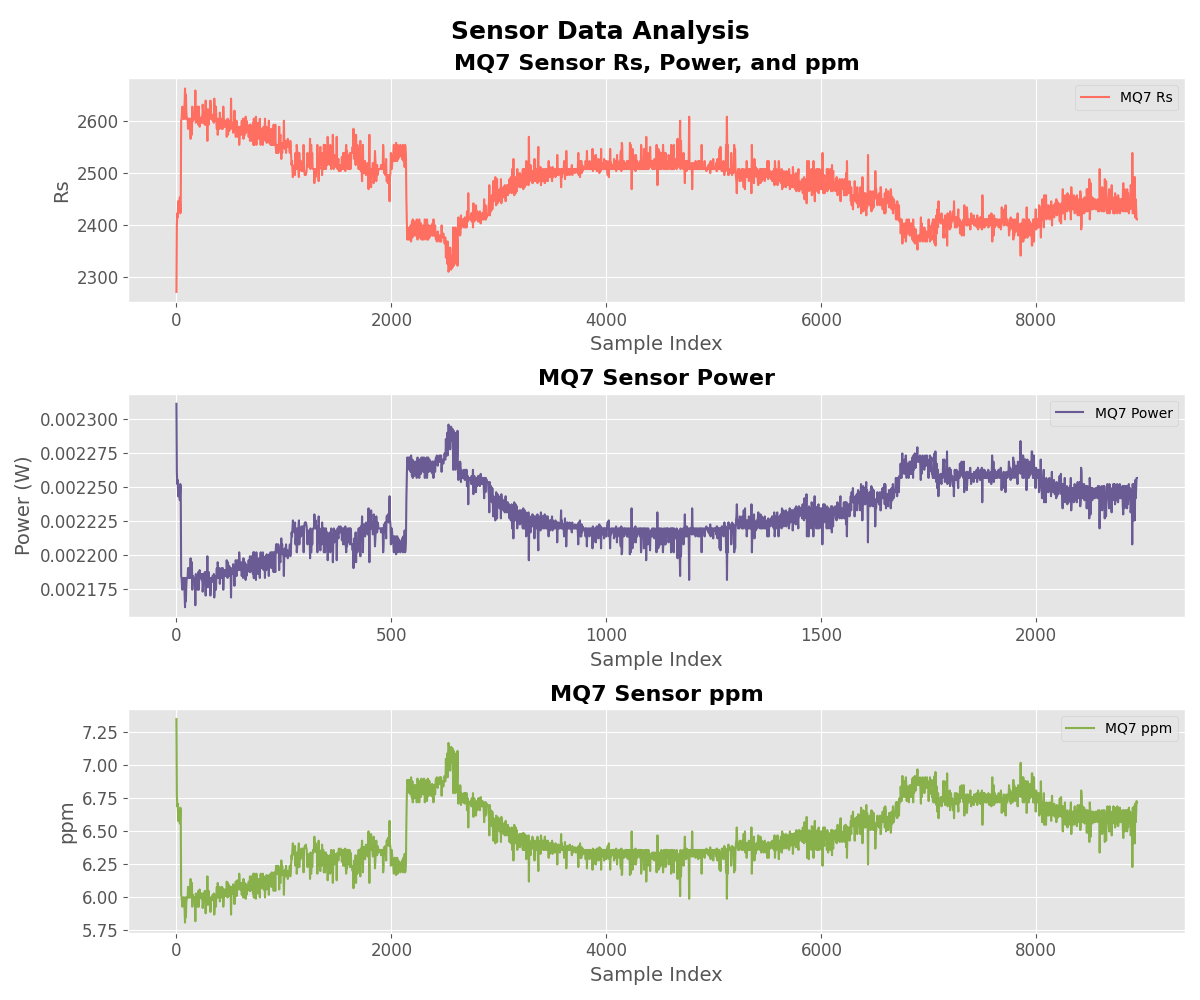 Sensor Data Analysis
MQ7 Sensor Rs, Power, and ppm
MQ7 Rs
2600
2500
2400
2300
Rs
0 2000 4000 6000 8000
Sample Index
MQ7 Sensor Power
MQ7 Power
0.002300
0.002275
0.002250
0.002225
0.002200
0.002175
Power (W)
0 500 1000 1500 2000
Sample Index
MQ7 Sensor ppm
MQ7 ppm
7.25
7.00
6.75
6.50
6.25
6.00
5.75
ppm
0 2000 4000 6000 8000
Sample Index